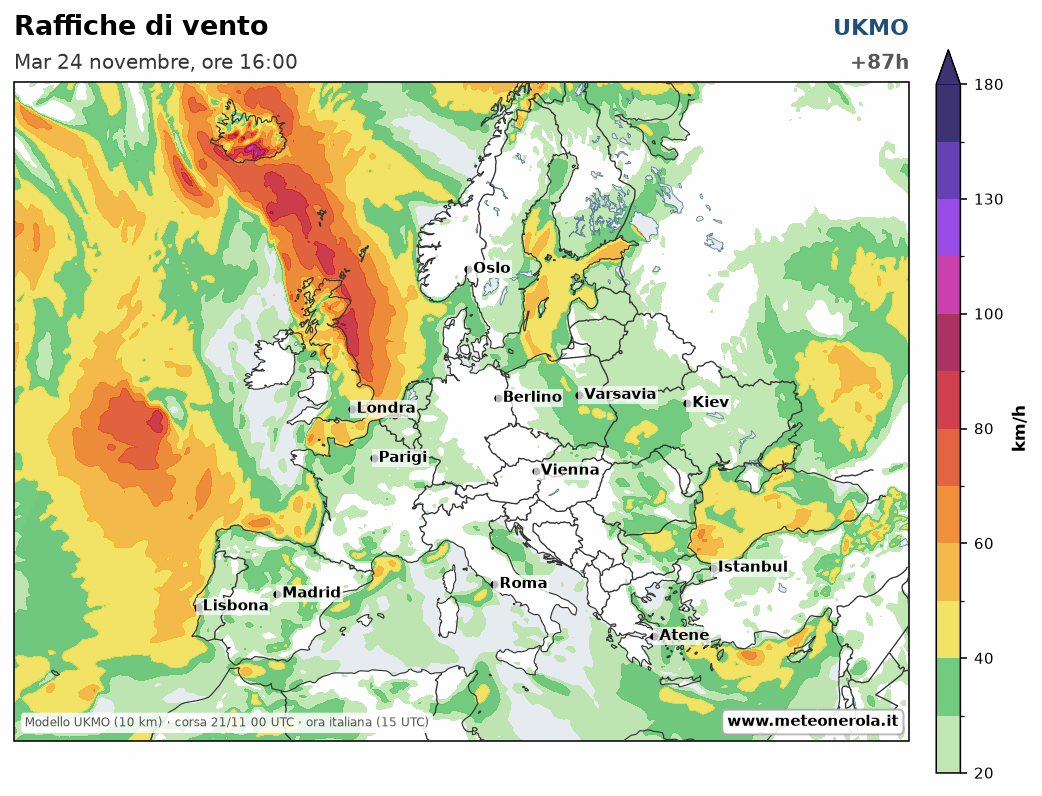 Raffiche di vento
UKMO
Mar 24 novembre, ore 16:00
+87h
180
130
100
80
60
40
20
km/h
Oslo
Londra
Berlino
Varsavia
Kiev
Parigi
Vienna
Istanbul
Roma
Madrid
Lisbona
Atene
Modello UKMO (10 km) · corsa 21/11 00 UTC · ora italiana (15 UTC)
www.meteonerola.it